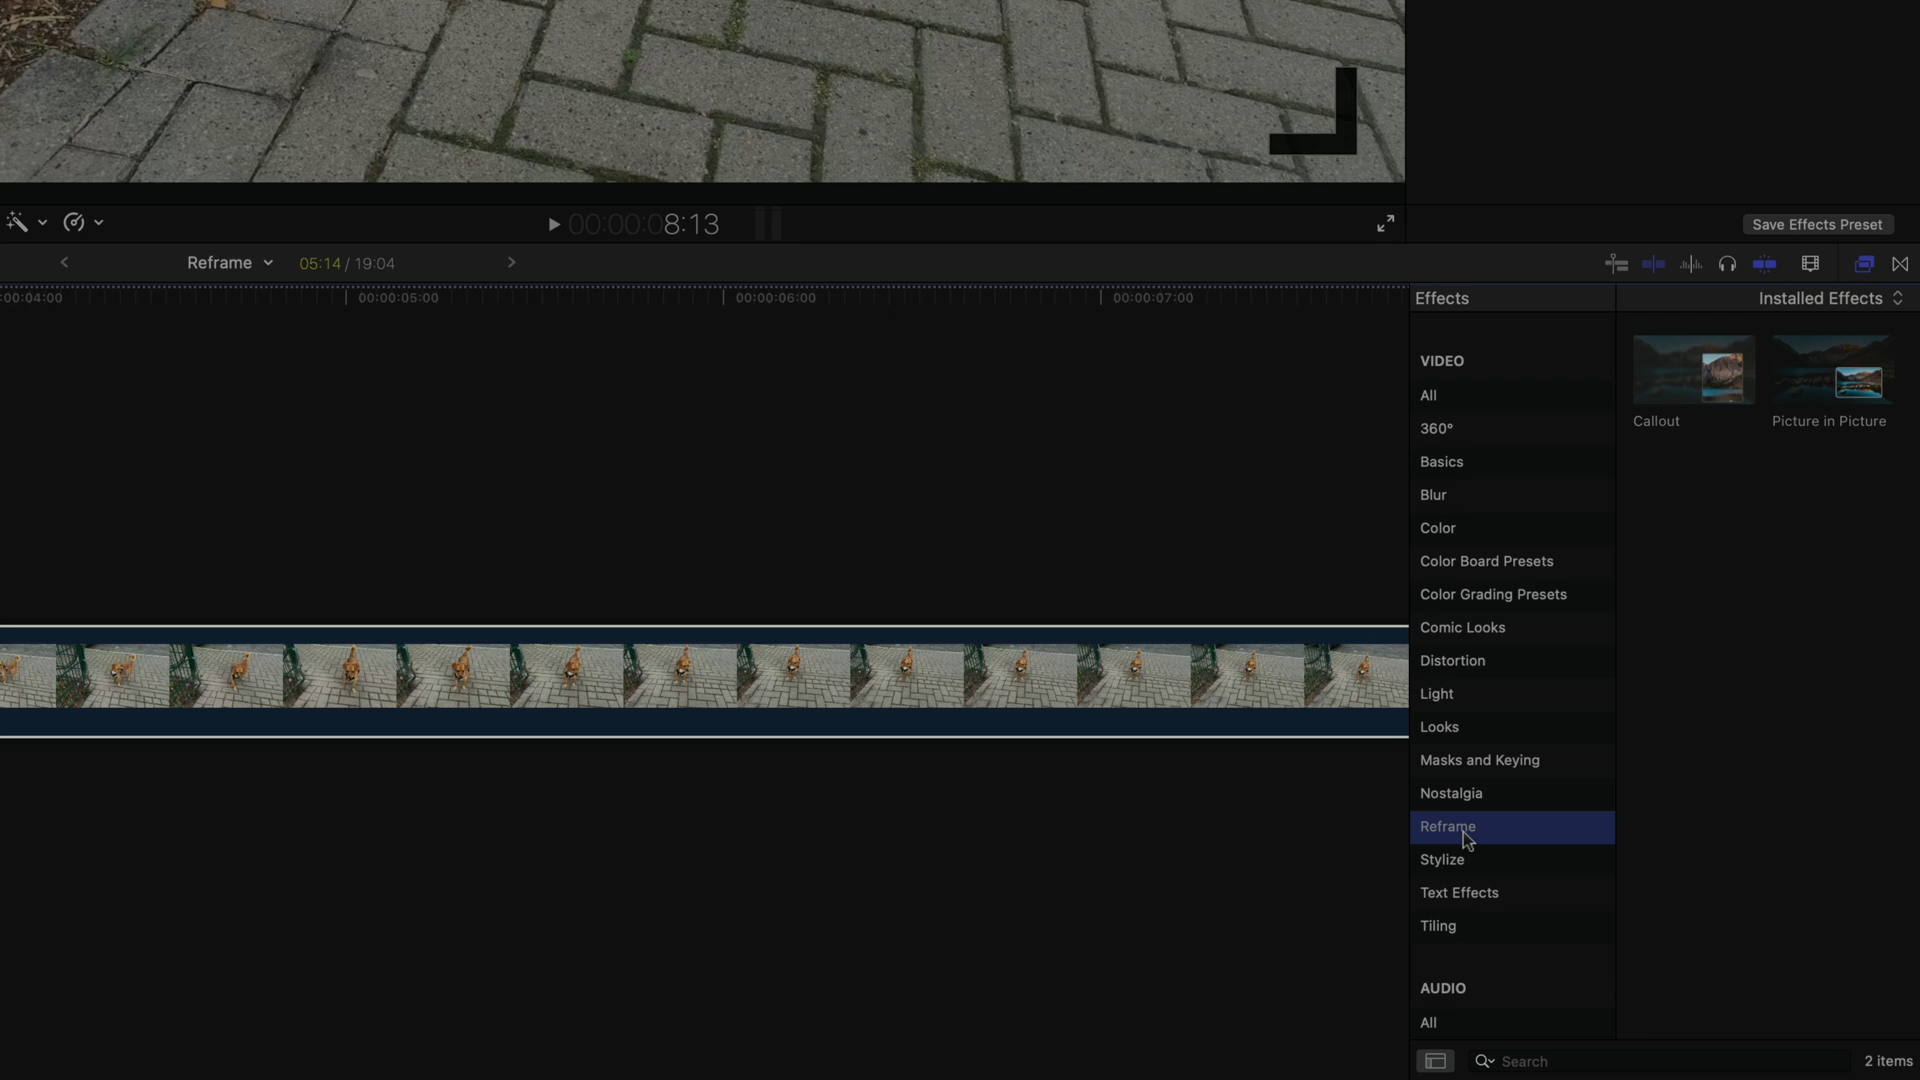 00:00:08:13
Save Effects Preset
Reframe 05:14 / 19:04
:00:04:00 00:00:05:00 00:00:06:00 00:00:07:00
Effects
Installed Effects
VIDEO
All
360°
Basics
Blur
Color
Color Board Presets
Color Grading Presets
Comic Looks
Distortion
Light
Looks
Masks and Keying
Nostalgia
Reframe
Stylize
Text Effects
Tiling
AUDIO
All
Callout
Picture in Picture
Search
2 items